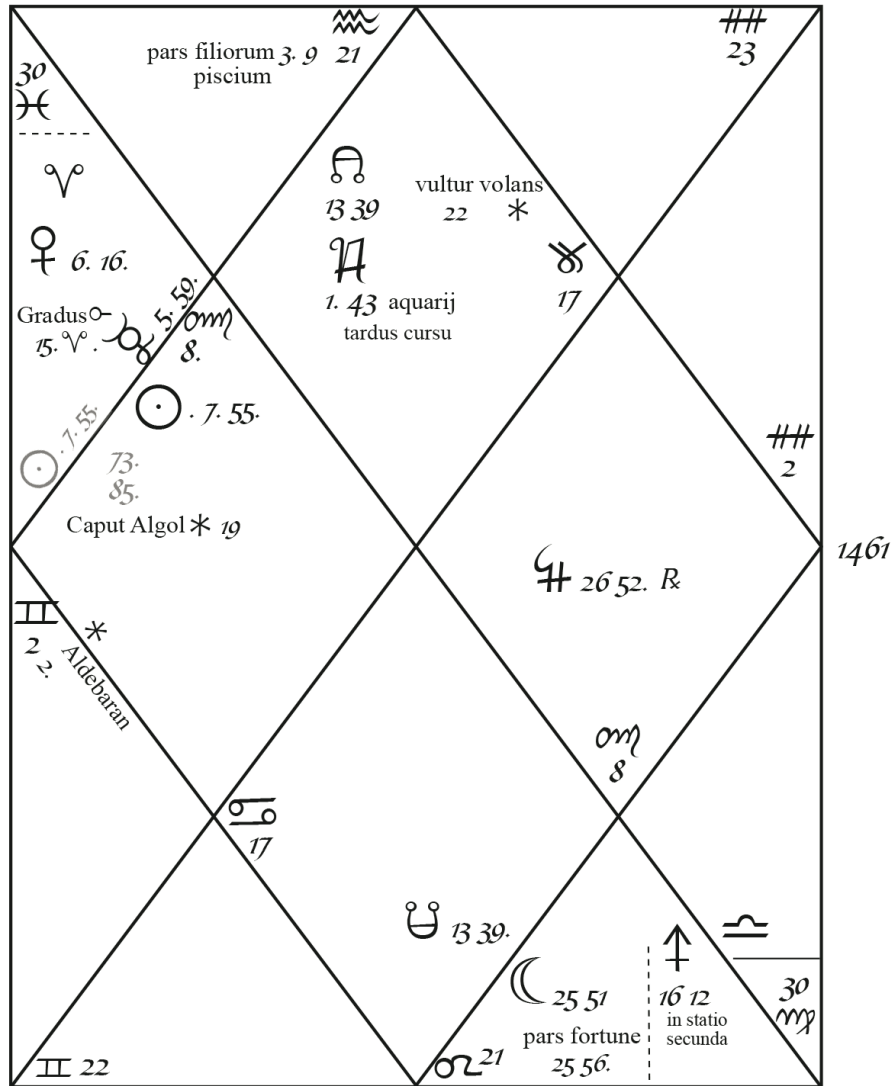 pars filiorum 3. 9
piscium
♒
21
23
30
♓
♈
♀ 6. 16.
Gradus
15. ♈ .
5. 59.
8.
☉ . 7. 55.
☉ . 7. 55.
73.
85.
Caput Algol * 19
☊
13 39
1. 43 aquarij
tardus cursu
vultur volans
22 *
17
2
1461
26 52. ℞
♊
2
2.
*
Aldebaran
♏
8
♋
17
☋ 13 39.
☾ 25 51
pars fortune
25 56.
16 12
in statio
secunda
♎
30
♍
♊ 22
♌ 21